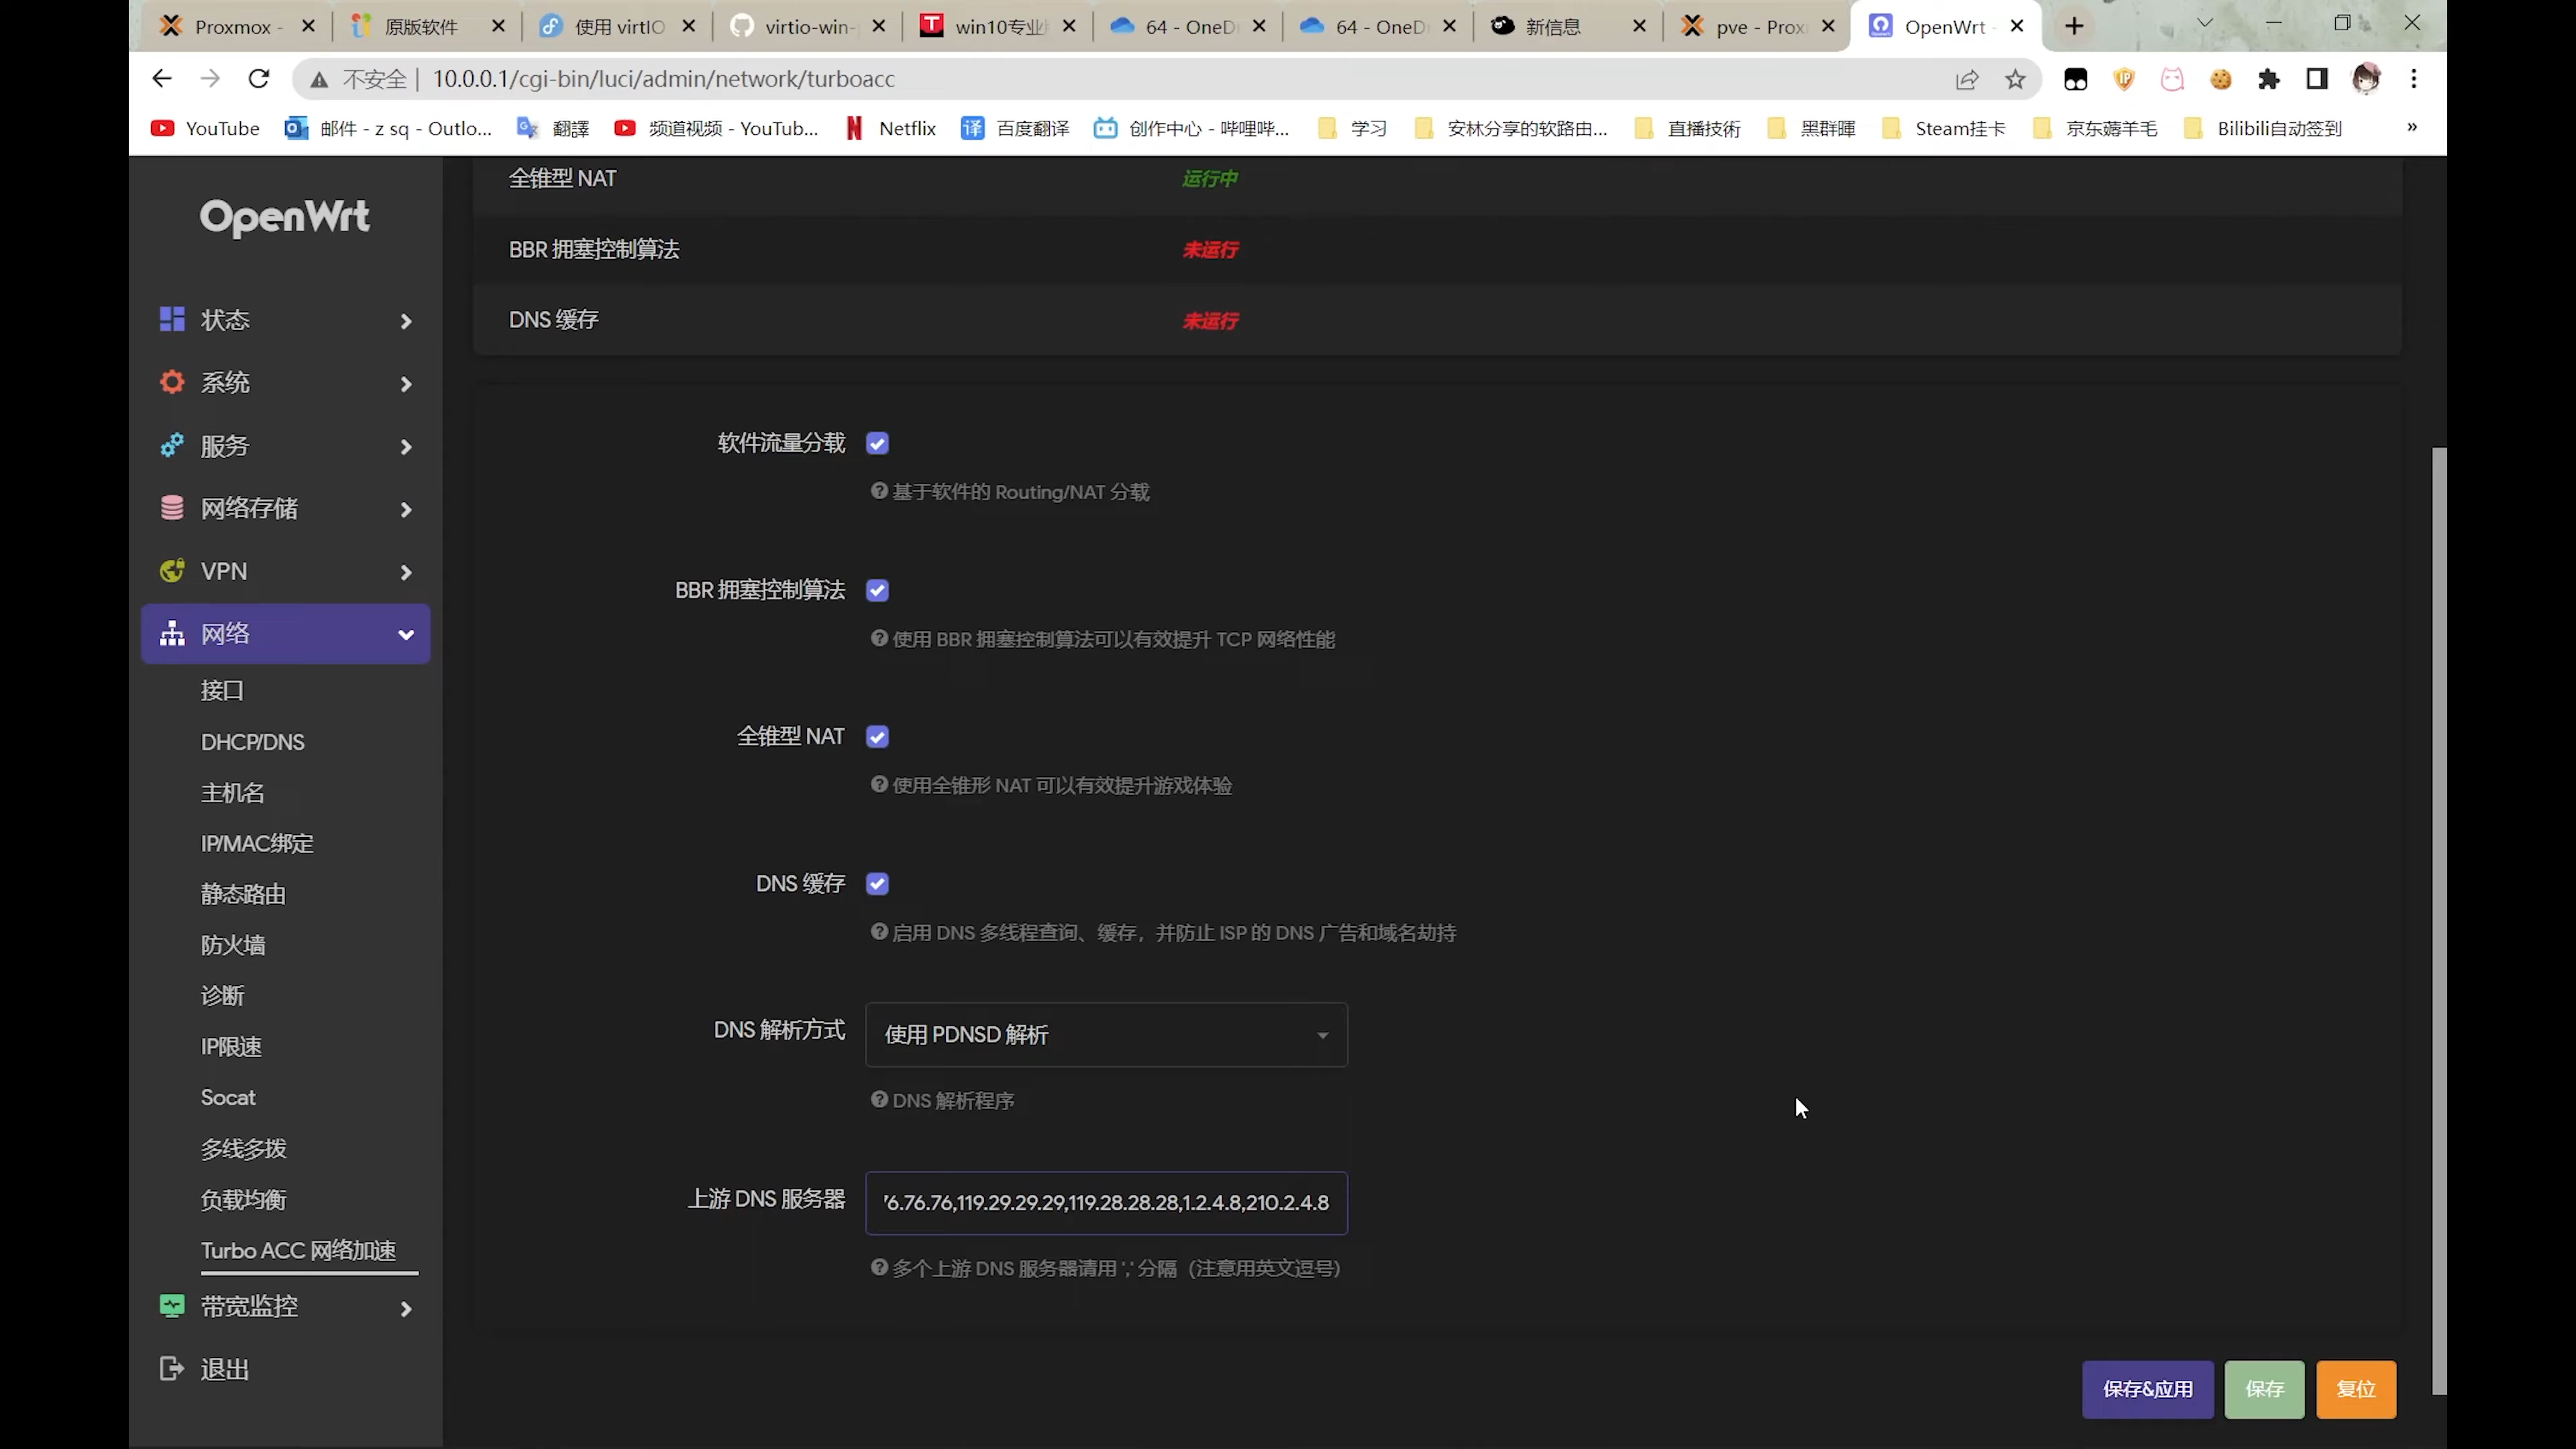 Proxmox -
原版软件
使用 virtIO
virtio-win-
win10专业
64 - OneD
64 - OneD
新信息
pve - Prox
OpenWrt -
不安全 | 10.0.0.1/cgi-bin/luci/admin/network/turboacc
YouTube
邮件 - z sq - Outlo...
翻譯
频道视频 - YouTub...
Netflix
百度翻译
创作中心 - 哔哩哔...
学习
安林分享的软路由...
直播技術
黑群暉
Steam挂卡
京东薅羊毛
Bilibili自动签到
»
OpenWrt
状态
系统
服务
网络存储
VPN
网络
接口
DHCP/DNS
主机名
IP/MAC绑定
静态路由
防火墙
诊断
IP限速
Socat
多线多拨
负载均衡
Turbo ACC 网络加速
带宽监控
退出
全锥型 NAT 运行中
BBR 拥塞控制算法 未运行
DNS 缓存 未运行
软件流量分载
基于软件的 Routing/NAT 分载
BBR 拥塞控制算法
使用 BBR 拥塞控制算法可以有效提升 TCP 网络性能
全锥型 NAT
使用全锥形 NAT 可以有效提升游戏体验
DNS 缓存
启用 DNS 多线程查询、缓存，并防止 ISP 的 DNS 广告和域名劫持
DNS 解析方式 使用 PDNSD 解析
DNS 解析程序
上游 DNS 服务器 6.76.76,119.29.29.29,119.28.28.28,1.2.4.8,210.2.4.8
多个上游 DNS 服务器请用 ',' 分隔（注意用英文逗号)
保存&应用
保存
复位